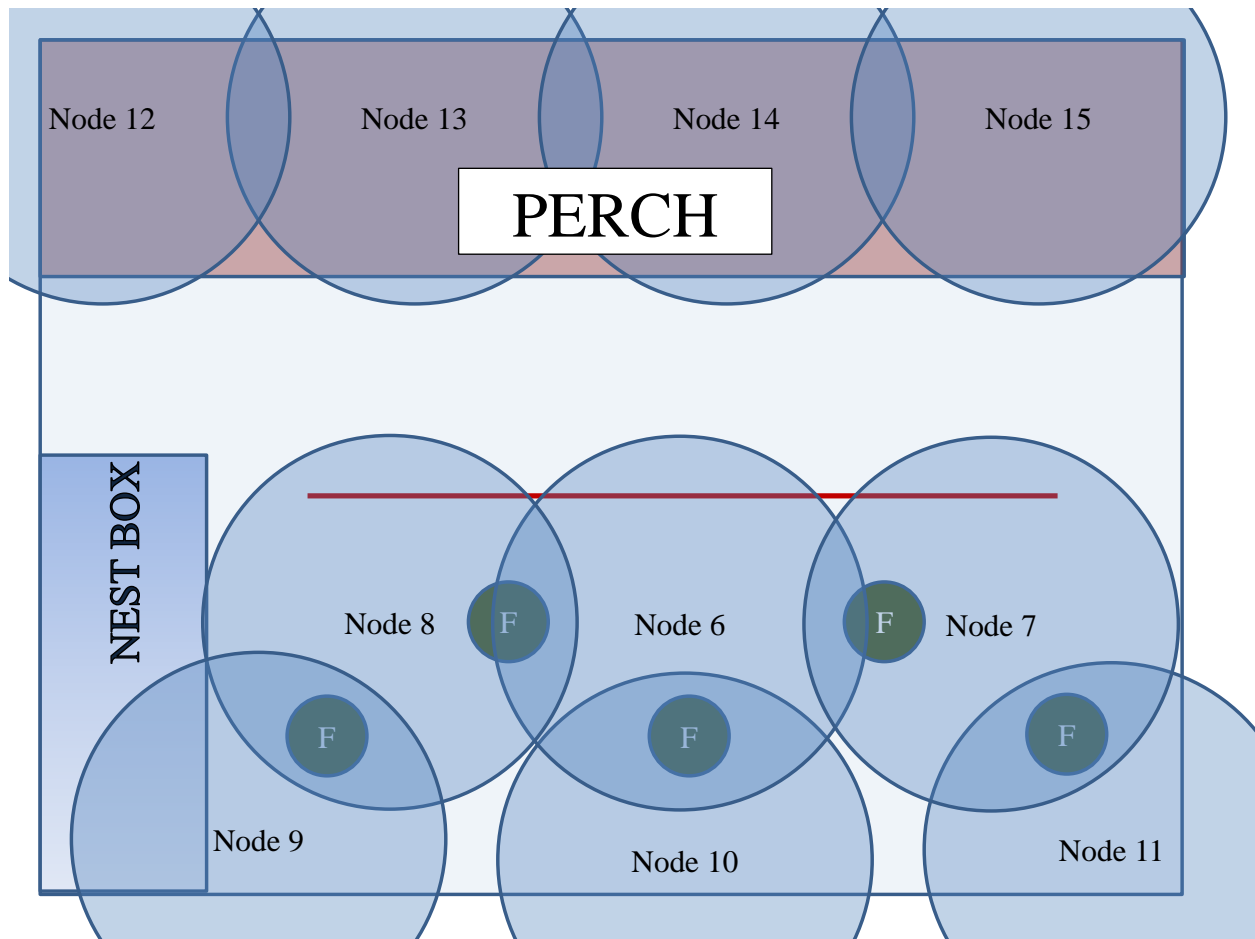 Node 12
Node 13
Node 14
Node 15
PERCH
NEST BOX
Node 8
F
Node 6
F
Node 7
F
F
F
Node 9
Node 10
Node 11